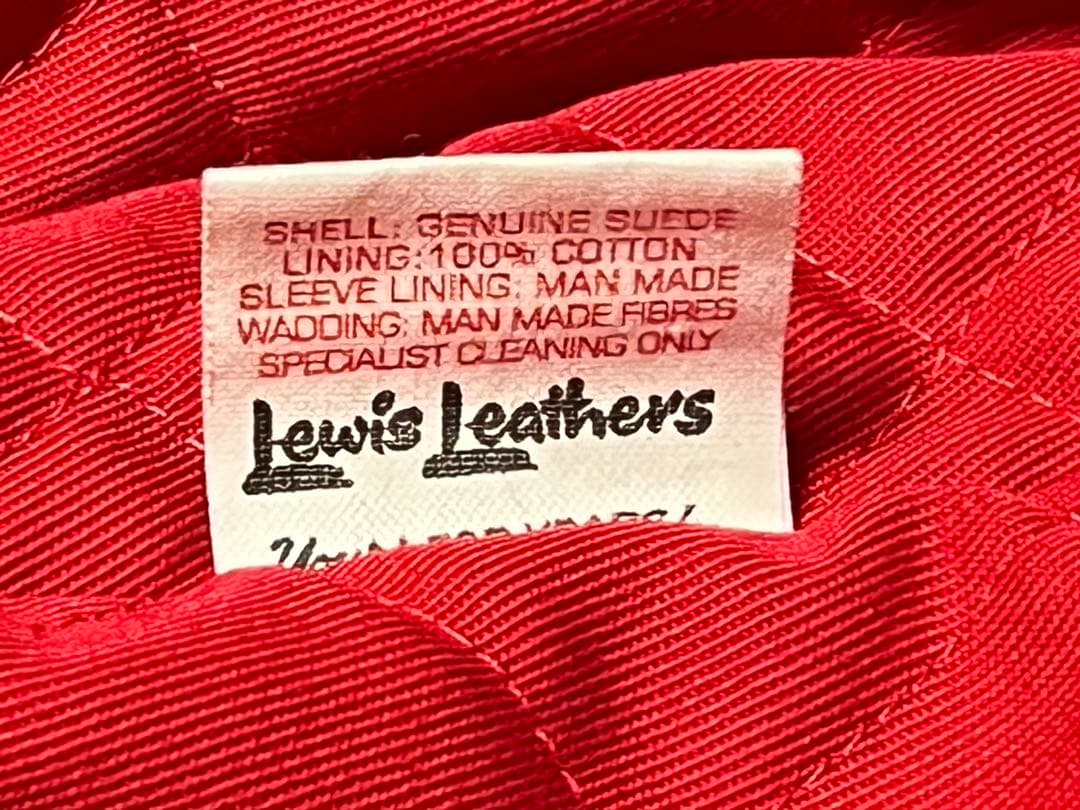 SHELL: GENUINE SUEDE
LINING: 100% COTTON
SLEEVE LINING: MAN MADE
WADDING: MAN MADE FIBRES
SPECIALIST CLEANING ONLY
Lewis Leathers